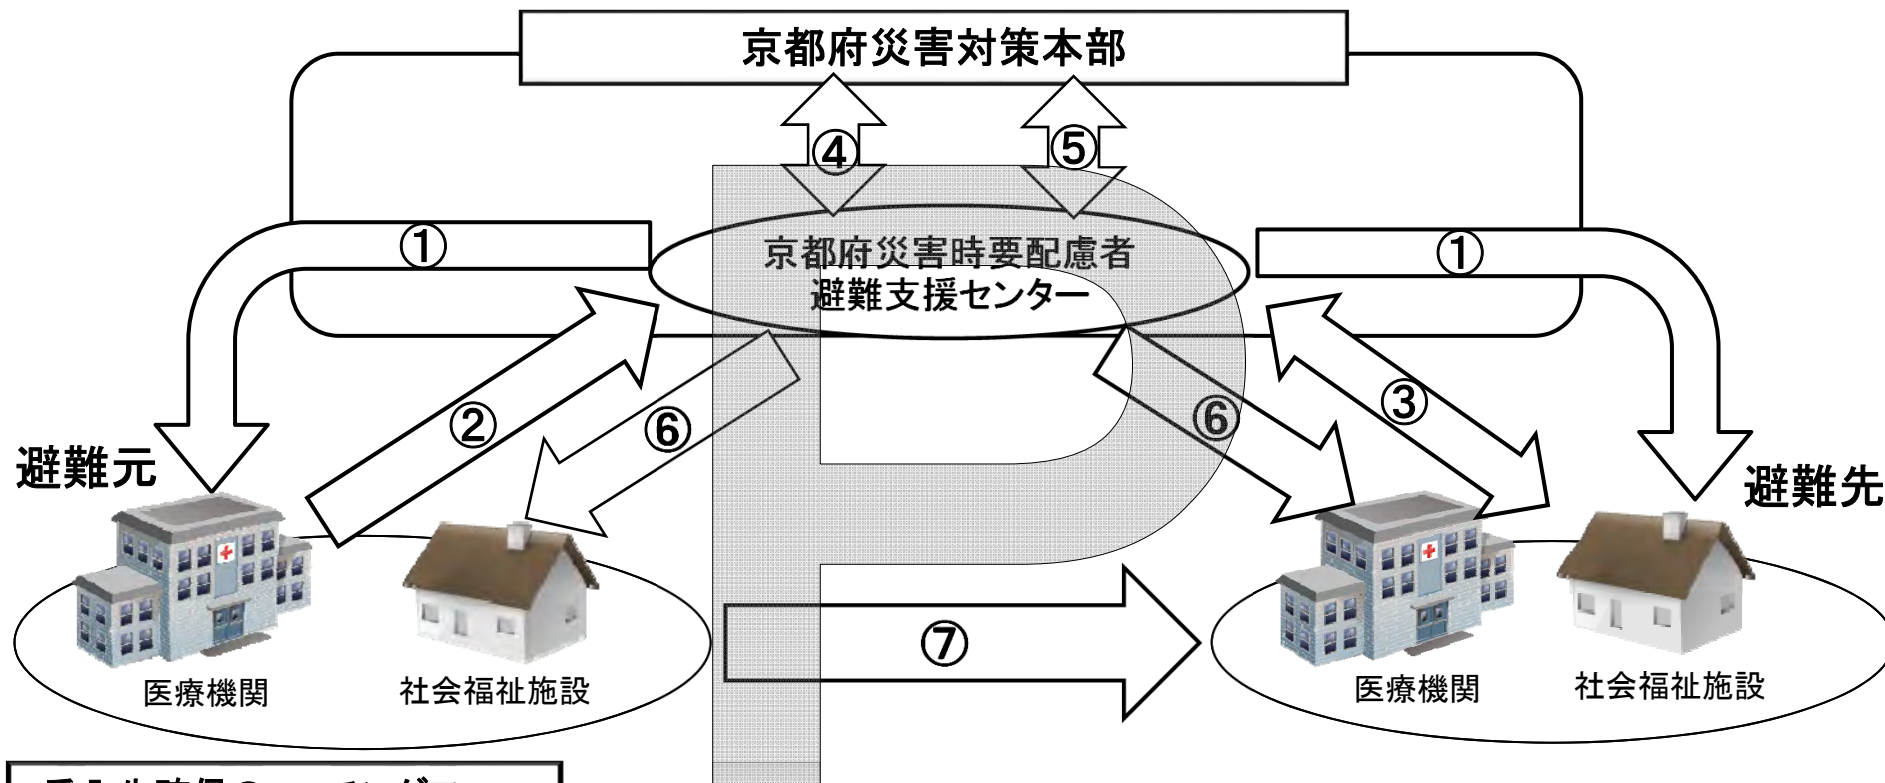 京都府災害対策本部
④
⑤
①
京都府災害時要配慮者
避難支援センター
①
②
⑥
⑥
③
避難元
避難先
⑦
医療機関
社会福祉施設
医療機関
社会福祉施設